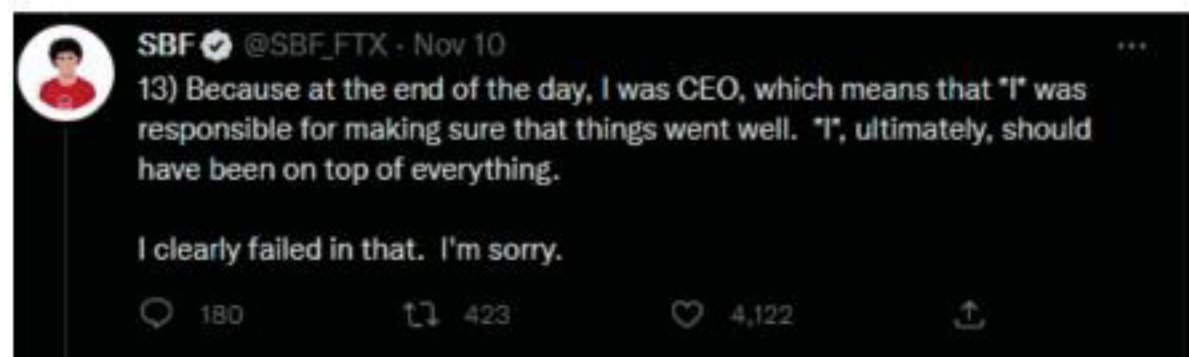 SBF @SBF_FTX · Nov 10
13) Because at the end of the day, I was CEO, which means that *I* was
responsible for making sure that things went well.  *I*, ultimately, should
have been on top of everything.
I clearly failed in that.  I'm sorry.
180 423 4,122